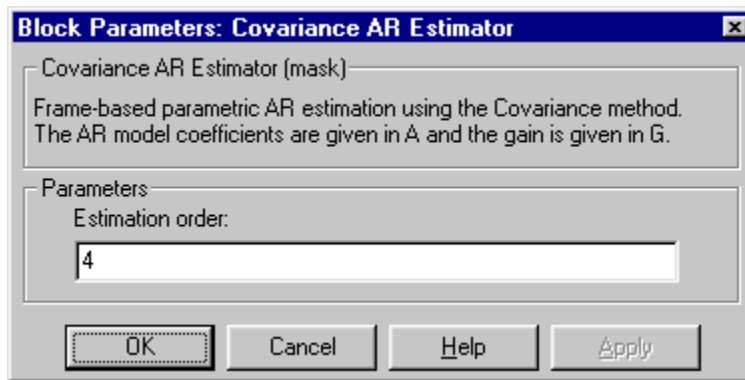 Block Parameters: Covariance AR Estimator
Covariance AR Estimator (mask)
Frame-based parametric AR estimation using the Covariance method.
The AR model coefficients are given in A and the gain is given in G.
Parameters
Estimation order:
4
OK Cancel Help Apply